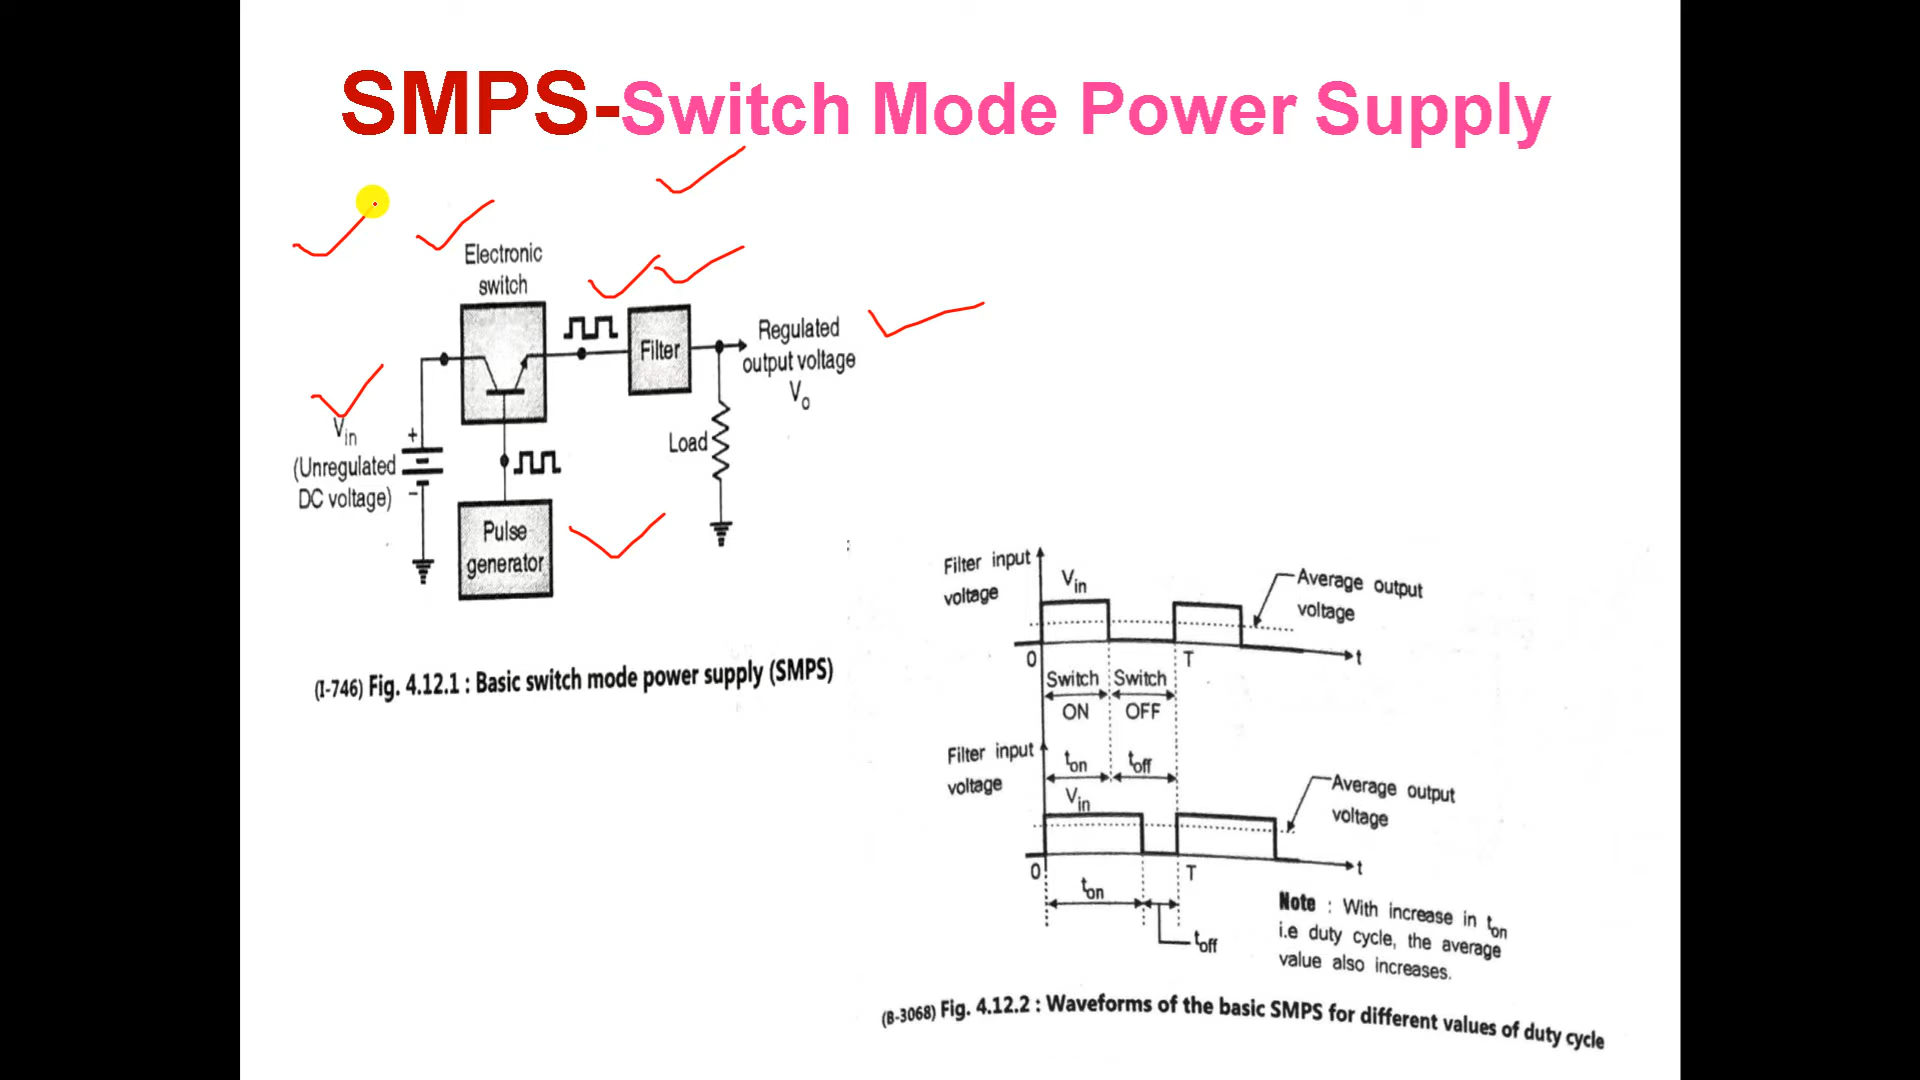 SMPS-Switch Mode Power Supply
Electronic
switch
Filter
Regulated
output voltage
Vo
Load
Vin
(Unregulated
DC voltage)
+
−
Pulse
generator
(I-746) Fig. 4.12.1 : Basic switch mode power supply (SMPS)
Filter input
voltage
Vin
Average output
voltage
0
T
t
Switch
ON
Switch
OFF
Filter input
voltage
ton
toff
Vin
Average output
voltage
0
T
t
ton
toff
Note : With increase in ton
i.e duty cycle, the average
value also increases.
(B-3068) Fig. 4.12.2 : Waveforms of the basic SMPS for different values of duty cycle